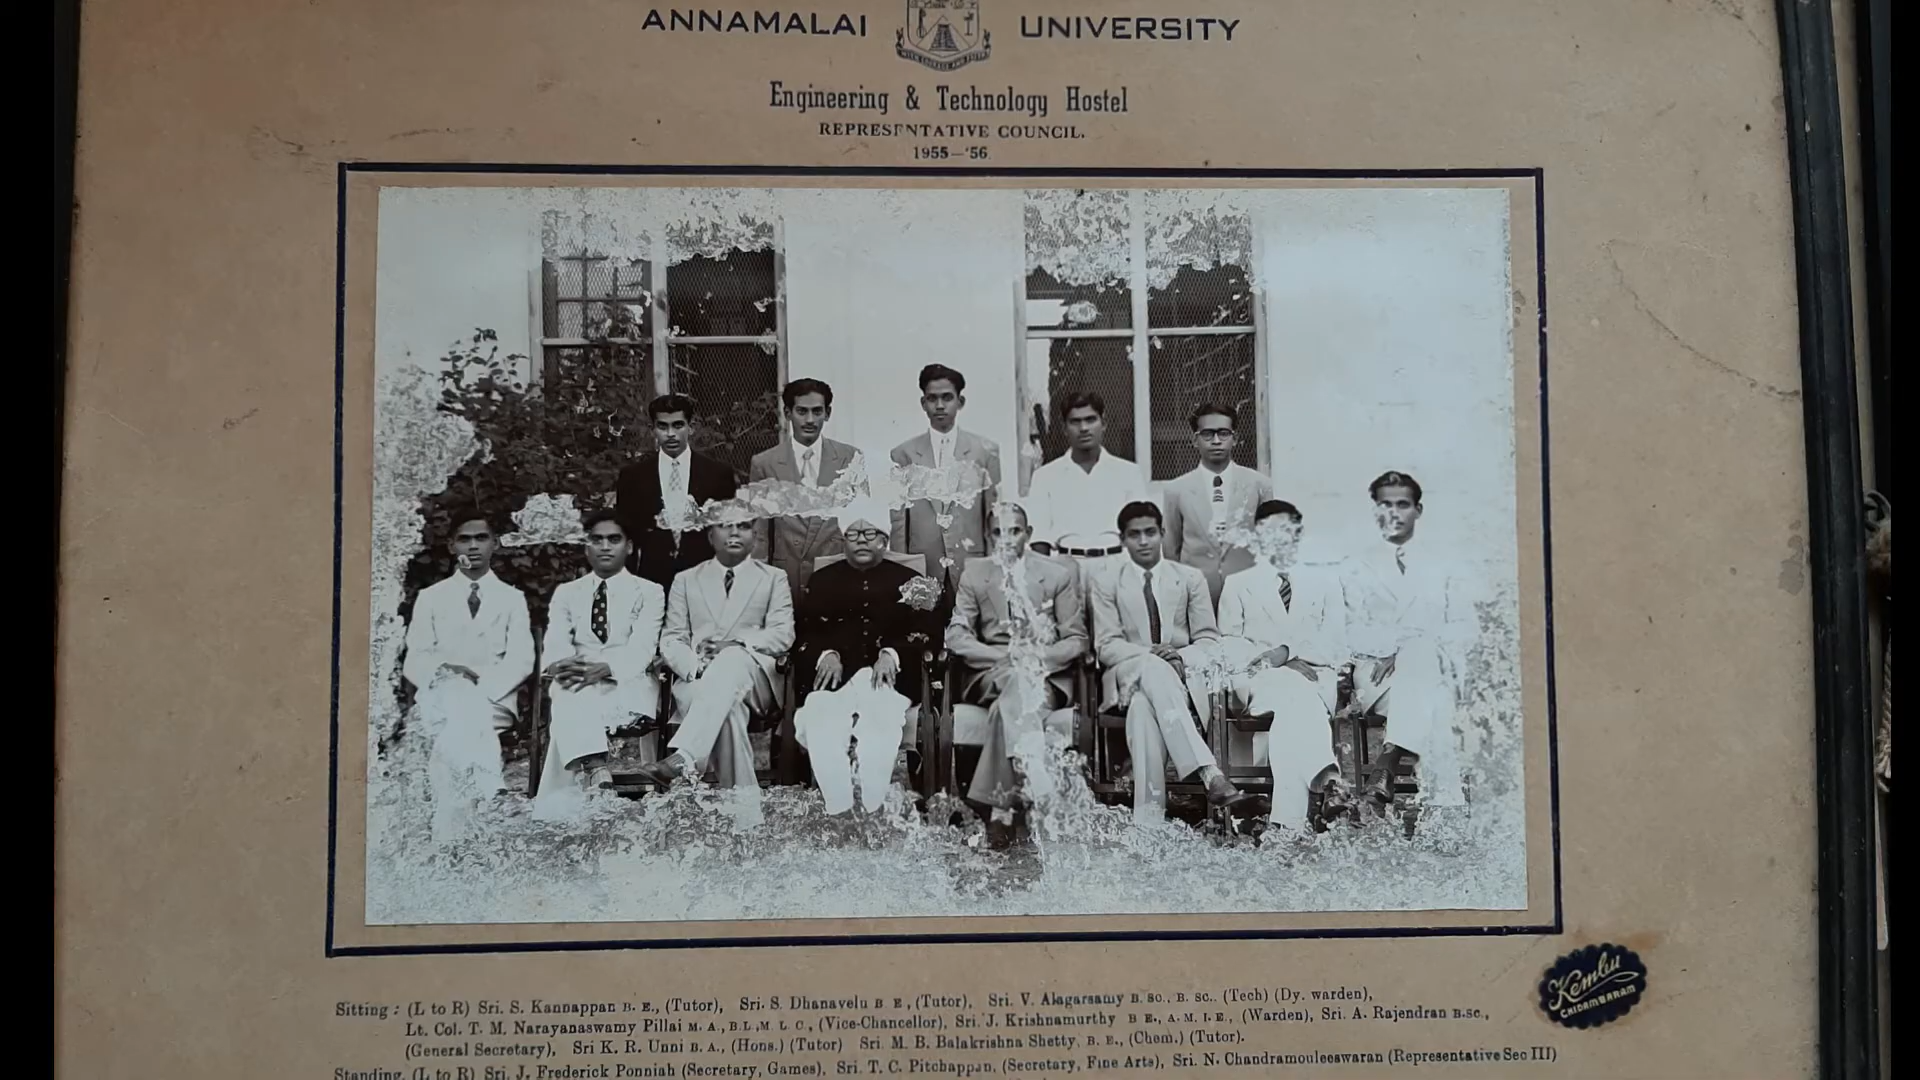 ANNAMALAI UNIVERSITY
Engineering & Technology Hostel
REPRESENTATIVE COUNCIL.
1955—'56
Kembu
CHIDAMBARAM
Sitting : (L to R) Sri. S. Kannappan B. E., (Tutor), Sri. S. Dhanavelu B E, (Tutor), Sri. V. Alagarsamy B. SC., B. SC.. (Tech) (Dy. warden),
Lt. Col. T. M. Narayanaswamy Pillai M. A., B.L.,M. L C, (Vice-Chancellor), Sri. J. Krishnamurthy B E., A. M. I. E., (Warden), Sri. A. Rajendran B.SC.,
(General Secretary), Sri K. R. Unni B. A., (Hons.) (Tutor) Sri. M. B. Balakrishna Shetty, B. E., (Chem.) (Tutor).
Standing. (L to R) Sri. J. Frederick Ponniah (Secretary, Games), Sri. T. C. Pitchappan, (Secretary, Fine Arts), Sri. N. Chandramouleeswaran (Representative Sec III)